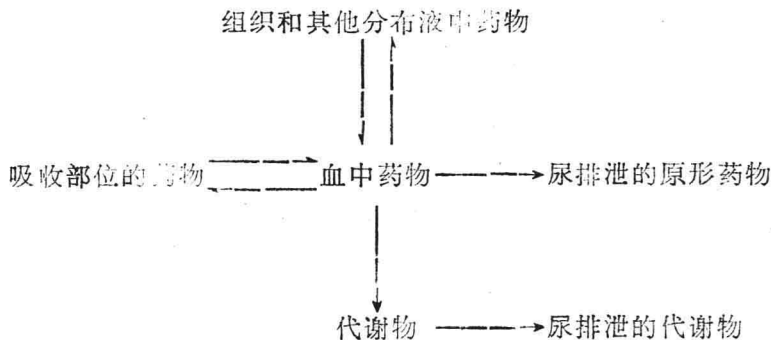 组织和其他分布液中药物
吸收部位的药物 血中药物 尿排泄的原形药物
代谢物 尿排泄的代谢物